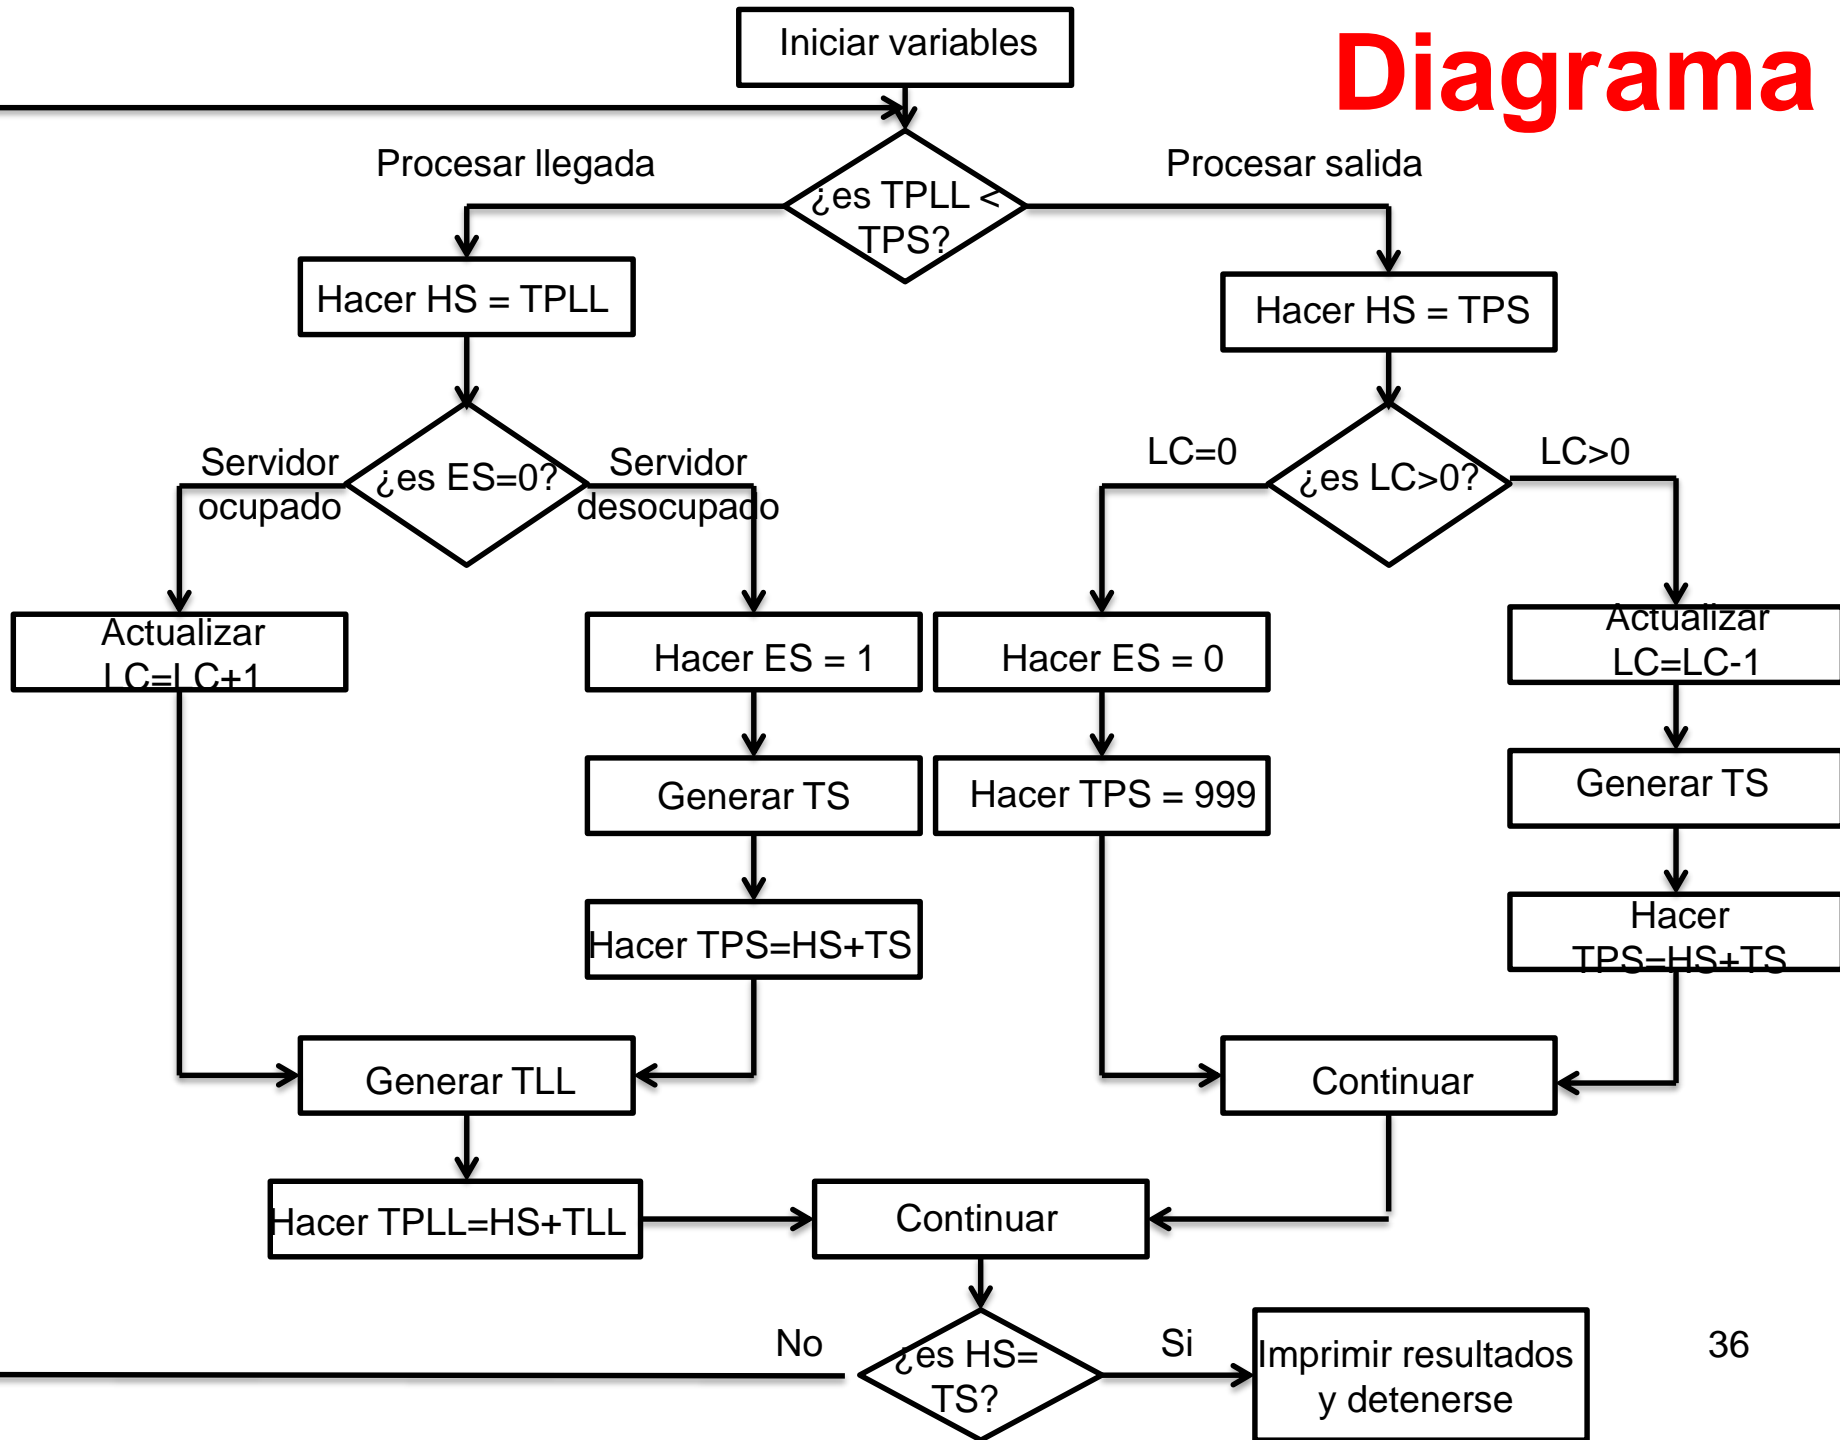 Diagrama
Iniciar variables
Procesar llegada
Procesar salida
¿es TPLL <
TPS?
Hacer HS = TPLL
Hacer HS = TPS
Servidor
ocupado
¿es ES=0?
Servidor
desocupado
LC=0
¿es LC>0?
LC>0
Actualizar
LC=LC+1
Hacer ES = 1
Hacer ES = 0
Actualizar
LC=LC-1
Generar TS
Hacer TPS = 999
Generar TS
Hacer TPS=HS+TS
Hacer
TPS=HS+TS
Generar TLL
Continuar
Hacer TPLL=HS+TLL
Continuar
No
¿es HS=
TS?
Si
Imprimir resultados
y detenerse
36